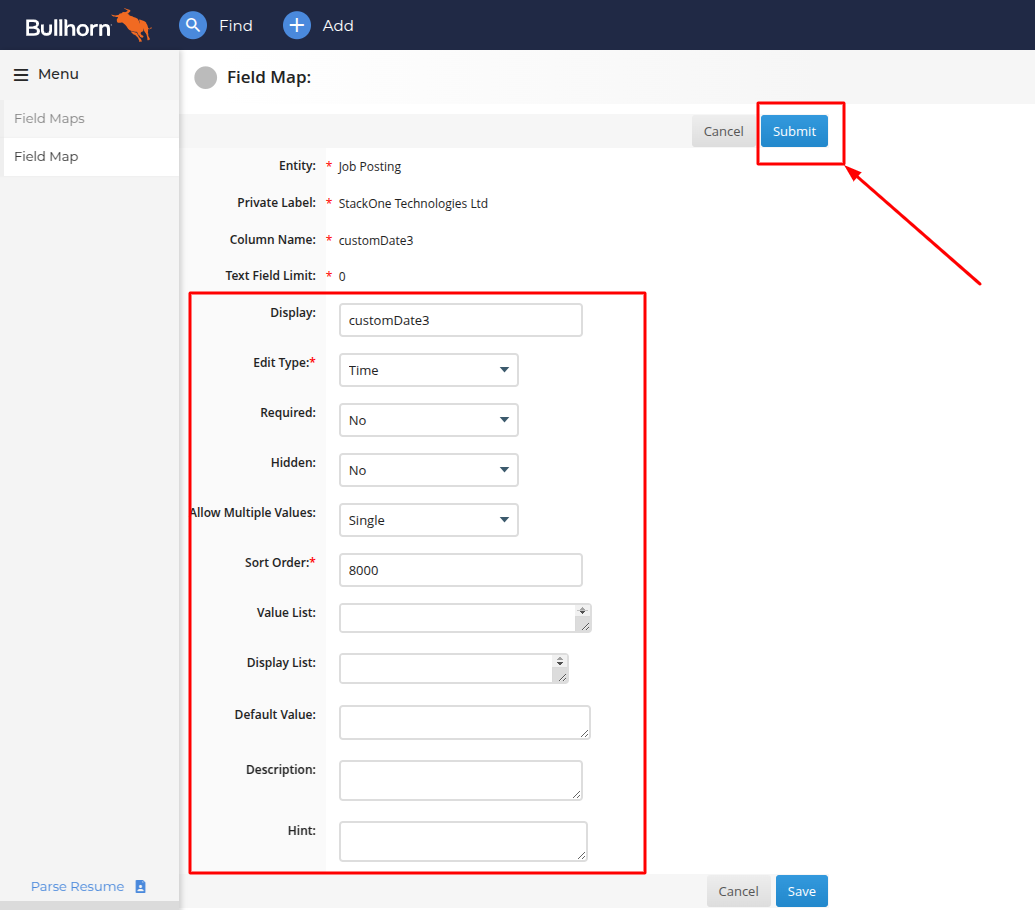 Bullhorn Find Add
Menu
Field Maps
Field Map
Field Map:
Cancel Submit
Entity: * Job Posting
Private Label: * StackOne Technologies Ltd
Column Name: * customDate3
Text Field Limit: * 0
Display: customDate3
Edit Type:* Time
Required: No
Hidden: No
Allow Multiple Values: Single
Sort Order:* 8000
Value List:
Display List:
Default Value:
Description:
Hint:
Parse Resume
Cancel Save